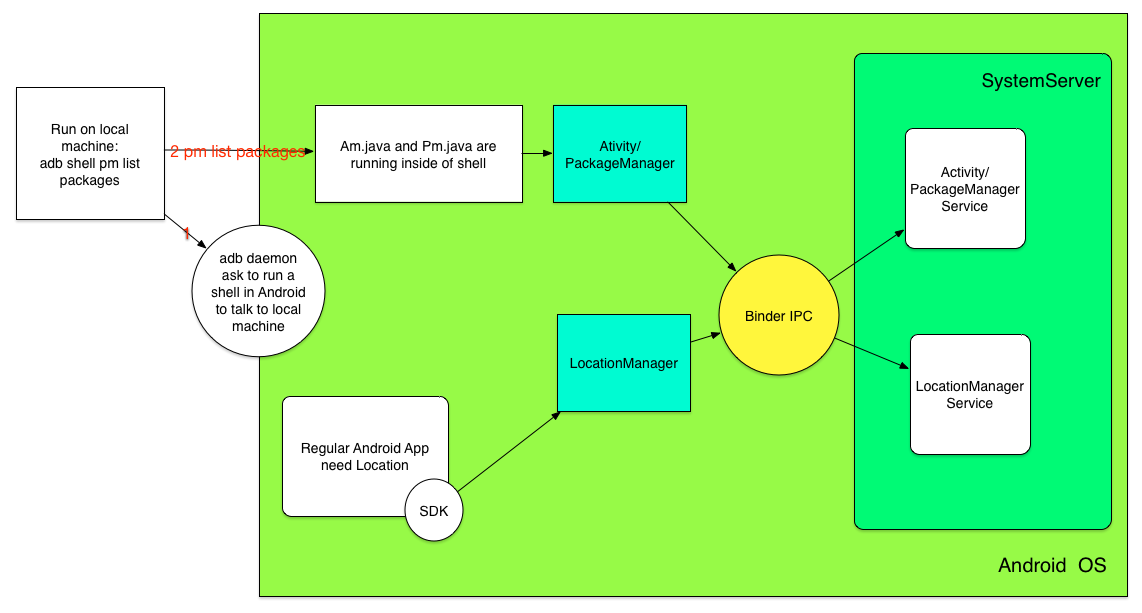 SystemServer
Run on local
machine:
adb shell pm list
packages
2 pm list packages
Am.java and Pm.java are
running inside of shell
Ativity/
PackageManager
Activity/
PackageManager
Service
1
adb daemon
ask to run a
shell in Android
to talk to local
machine
Binder IPC
LocationManager
LocationManager
Service
Regular Android App
need Location
SDK
Android OS